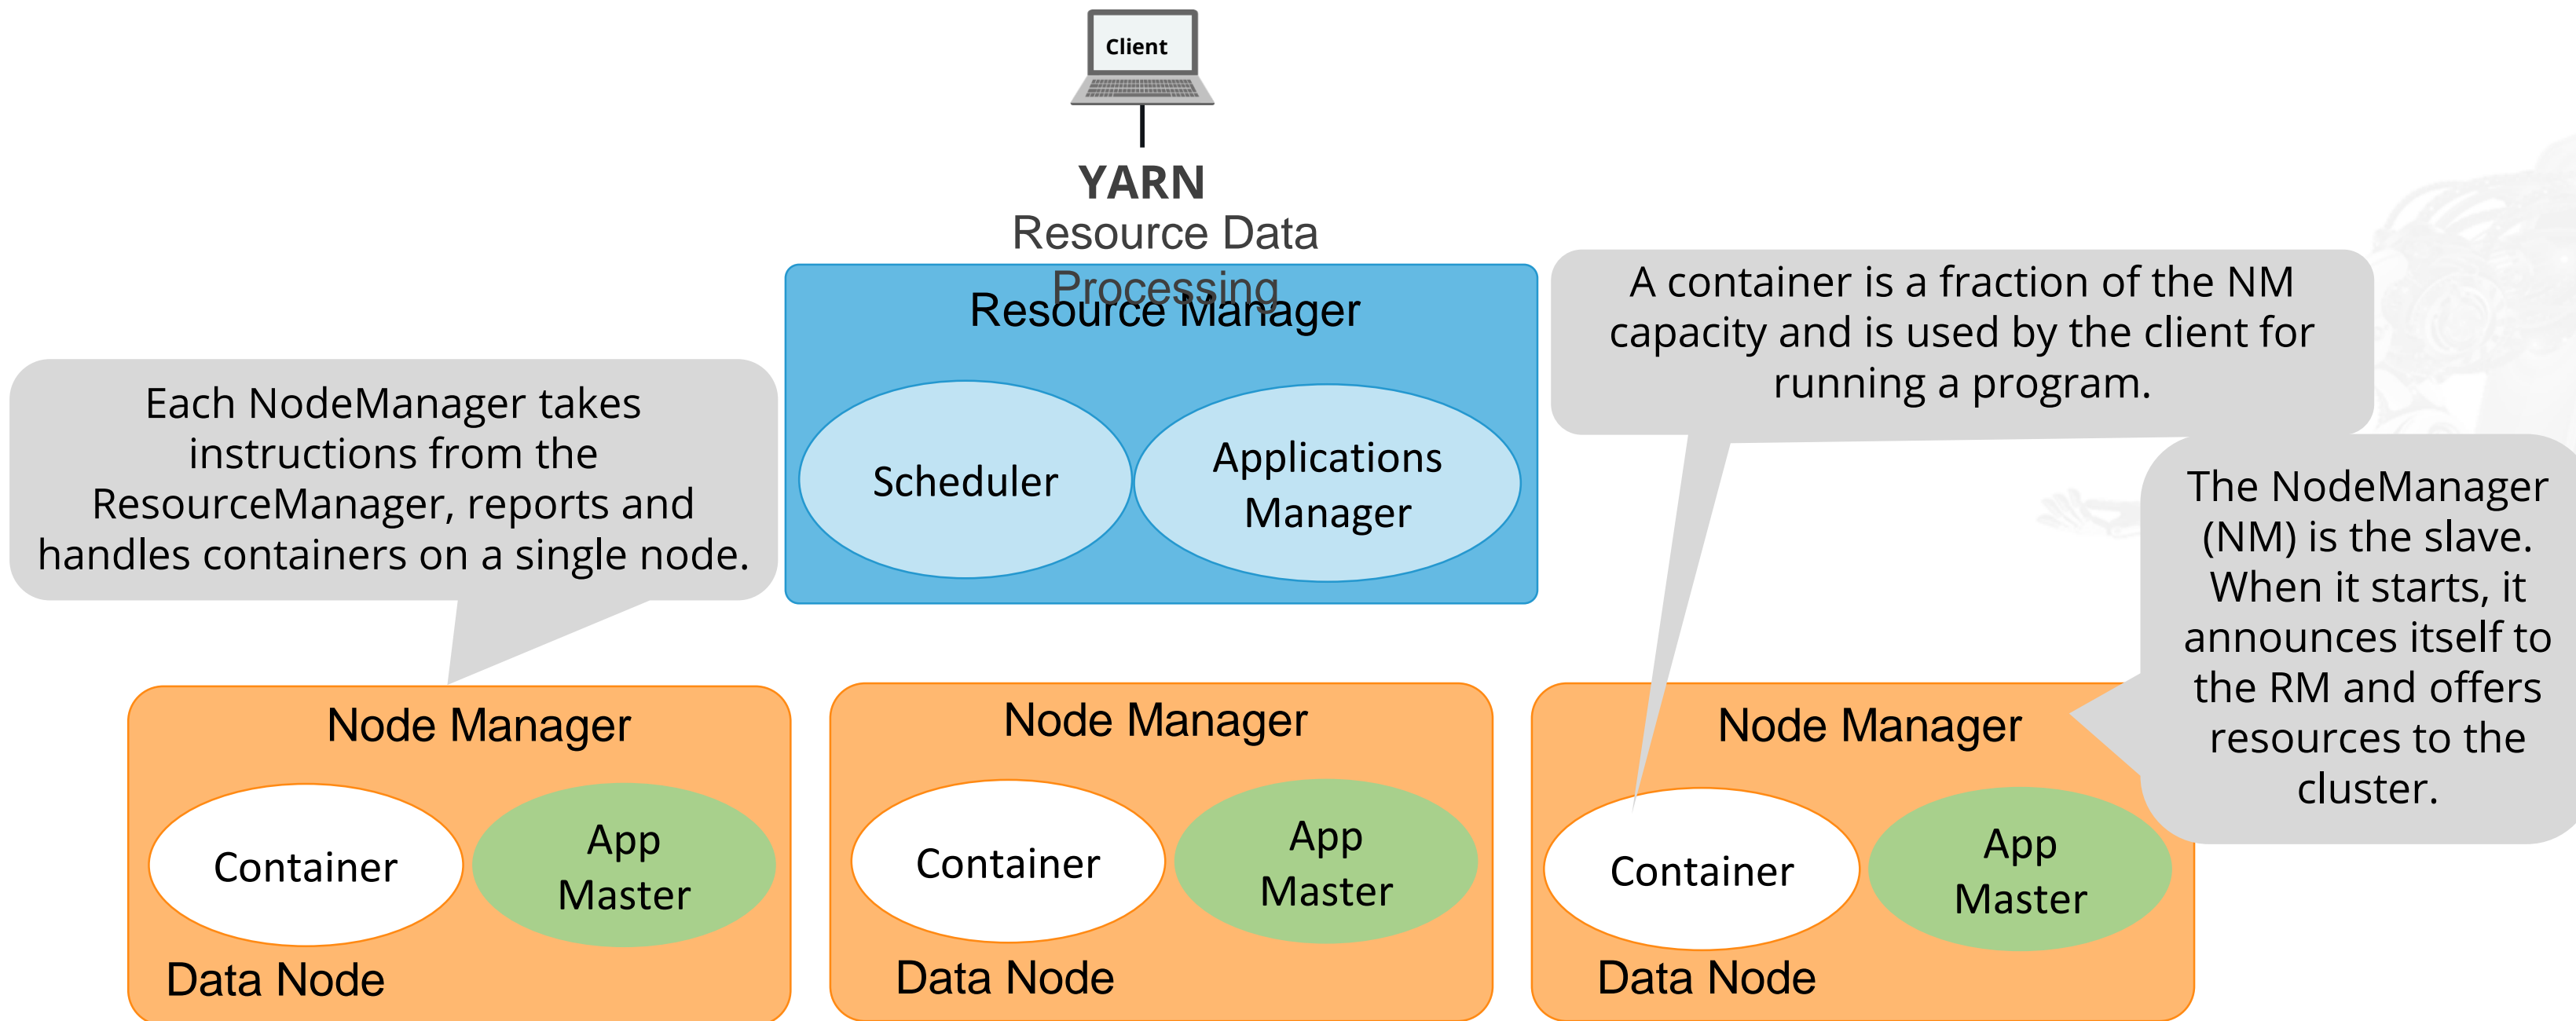 Client
YARN
Resource Data
Processing
Resource Manager
Scheduler
Applications
Manager
Each NodeManager takes
instructions from the
ResourceManager, reports and
handles containers on a single node.
A container is a fraction of the NM
capacity and is used by the client for
running a program.
The NodeManager
(NM) is the slave.
When it starts, it
announces itself to
the RM and offers
resources to the
cluster.
Node Manager
Container
App
Master
Data Node
Node Manager
Container
App
Master
Data Node
Node Manager
Container
App
Master
Data Node